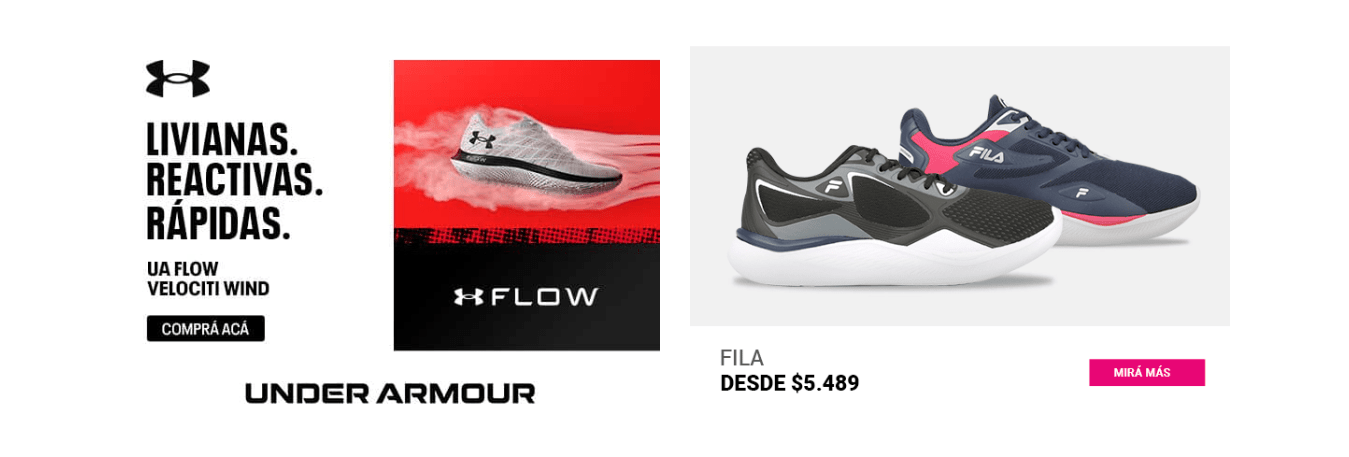 LIVIANAS.
REACTIVAS.
RÁPIDAS.
UA FLOW
VELOCITI WIND
COMPRÁ ACÁ
FLOW
UNDER ARMOUR
FILA
F
FILA
DESDE $5.489
MIRÁ MÁS